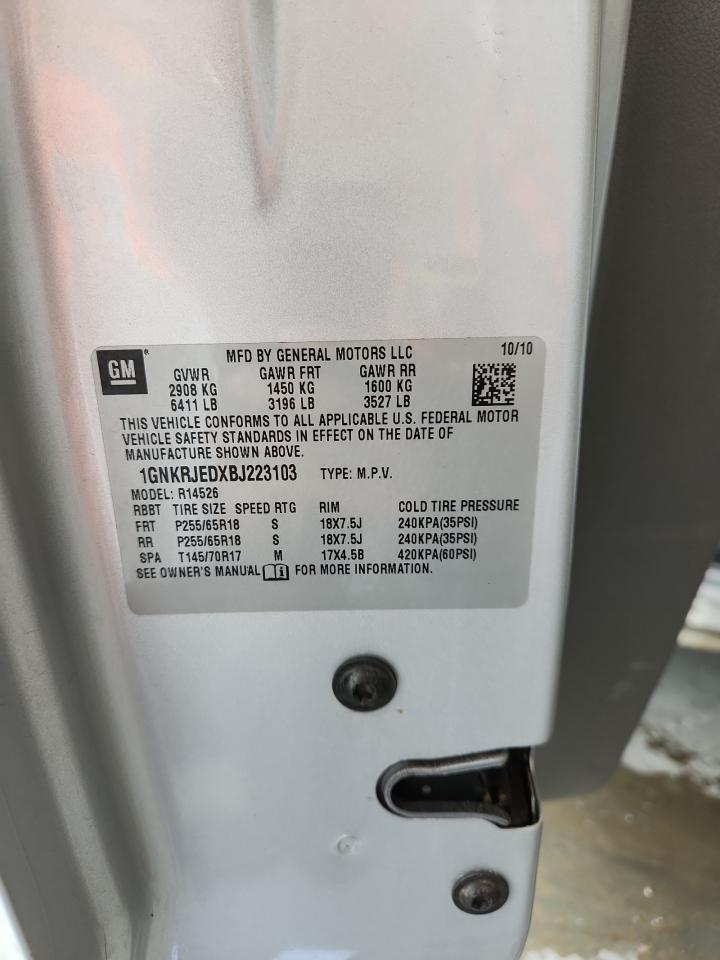 GM ® MFD BY GENERAL MOTORS LLC 10/10
GVWR GAWR FRT GAWR RR
2908 KG 1450 KG 1600 KG
6411 LB 3196 LB 3527 LB
THIS VEHICLE CONFORMS TO ALL APPLICABLE U.S. FEDERAL MOTOR
VEHICLE SAFETY STANDARDS IN EFFECT ON THE DATE OF
MANUFACTURE SHOWN ABOVE.
1GNKRJEDXBJ223103 TYPE: M.P.V.
MODEL: R14526
RBBT TIRE SIZE SPEED RTG RIM COLD TIRE PRESSURE
FRT P255/65R18 S 18X7.5J 240KPA(35PSI)
RR P255/65R18 S 18X7.5J 240KPA(35PSI)
SPA T145/70R17 M 17X4.5B 420KPA(60PSI)
SEE OWNER'S MANUAL i FOR MORE INFORMATION.